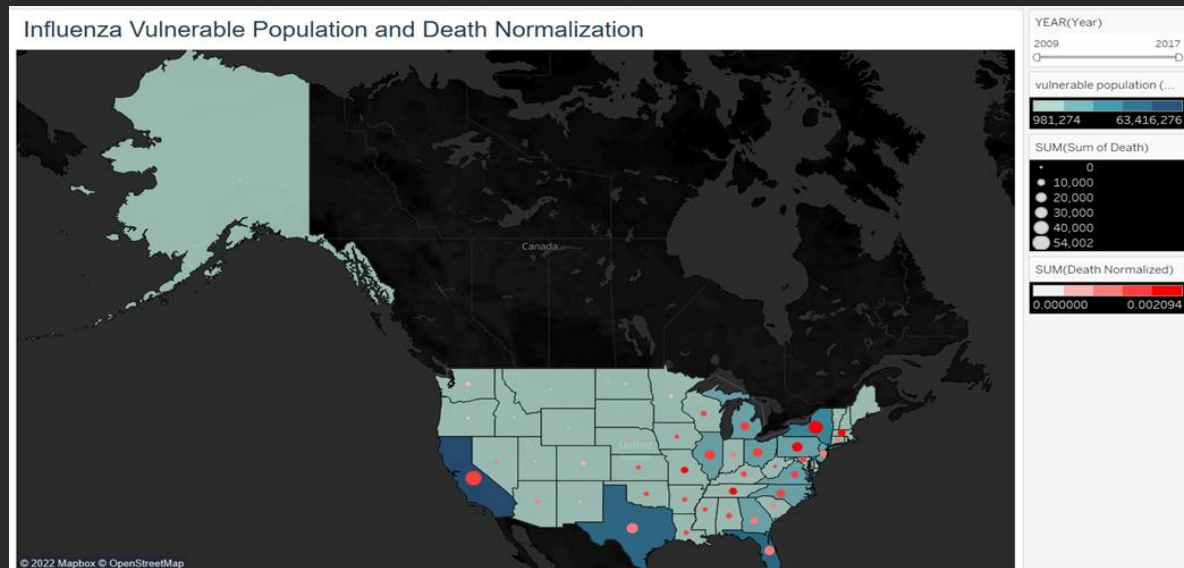 Influenza Vulnerable Population and Death Normalization
YEAR(Year)
2009 2017
vulnerable population (...
981,274 63,416,276
SUM(Sum of Death)
0
10,000
20,000
30,000
40,000
54,002
SUM(Death Normalized)
0.000000 0.002094
Canada
United
© 2022 Mapbox © OpenStreetMap